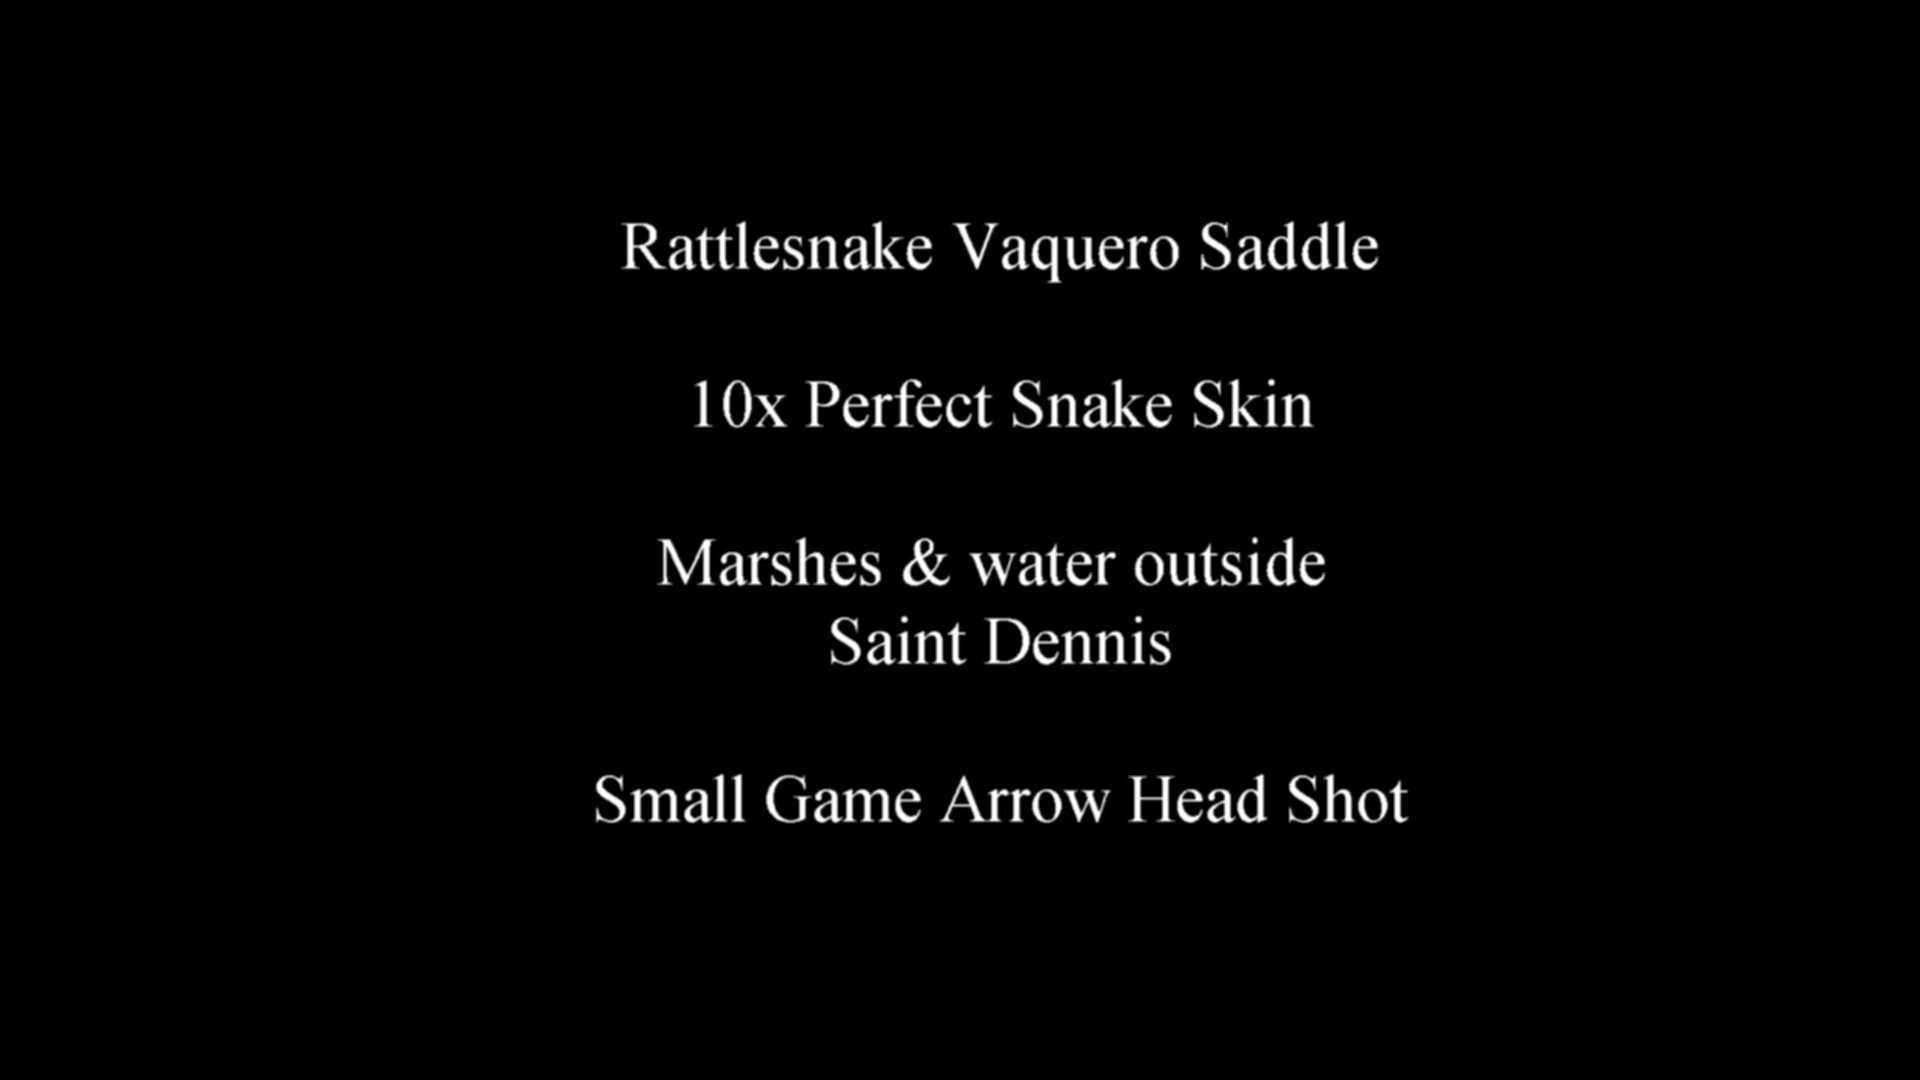 Rattlesnake Vaquero Saddle
10x Perfect Snake Skin
Marshes & water outside
Saint Dennis
Small Game Arrow Head Shot